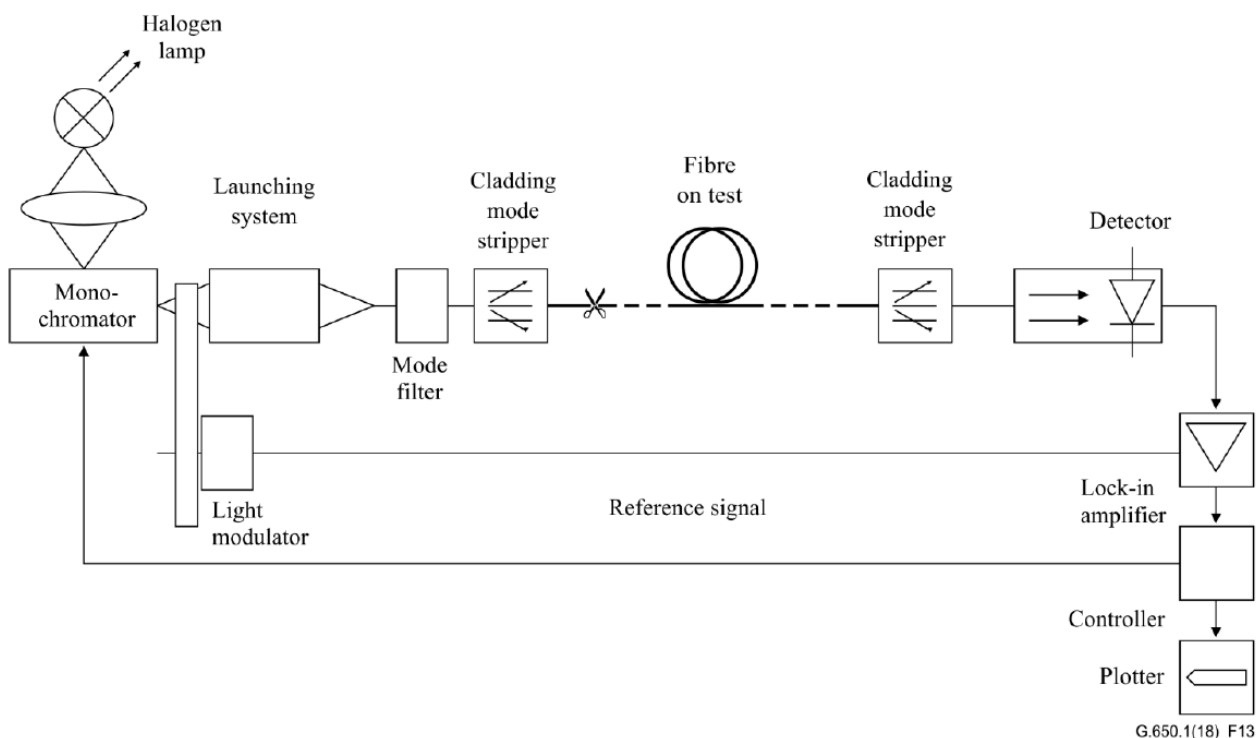 Halogen
lamp
Launching
system
Cladding
mode
stripper
Fibre
on test
Cladding
mode
stripper
Detector
Mono-
chromator
Mode
filter
Light
modulator
Reference signal
Lock-in
amplifier
Controller
Plotter
G.650.1(18)_F13